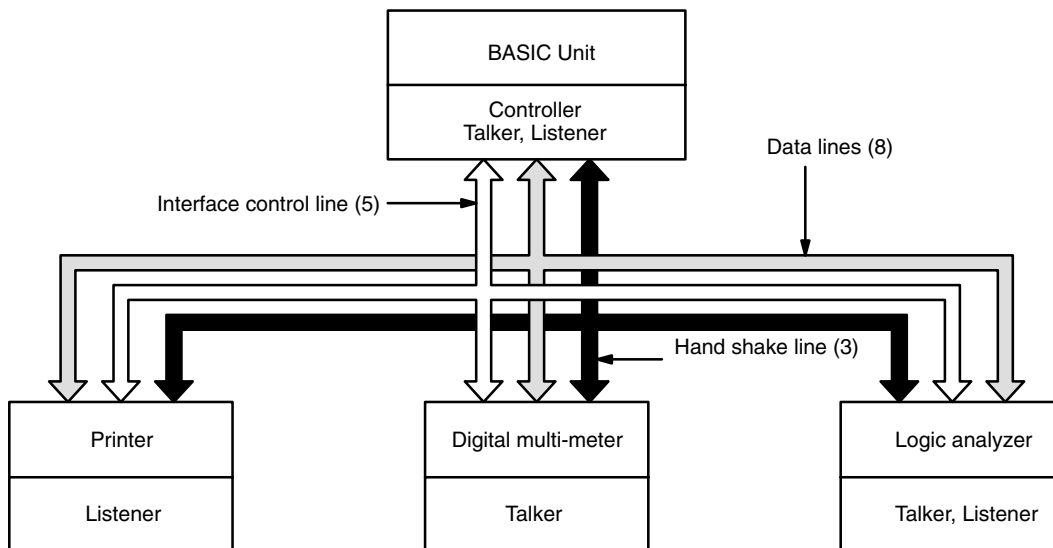 BASIC Unit
Controller
Talker, Listener
Data lines (8)
Interface control line (5)
Hand shake line (3)
Printer
Digital multi-meter
Logic analyzer
Listener
Talker
Talker, Listener